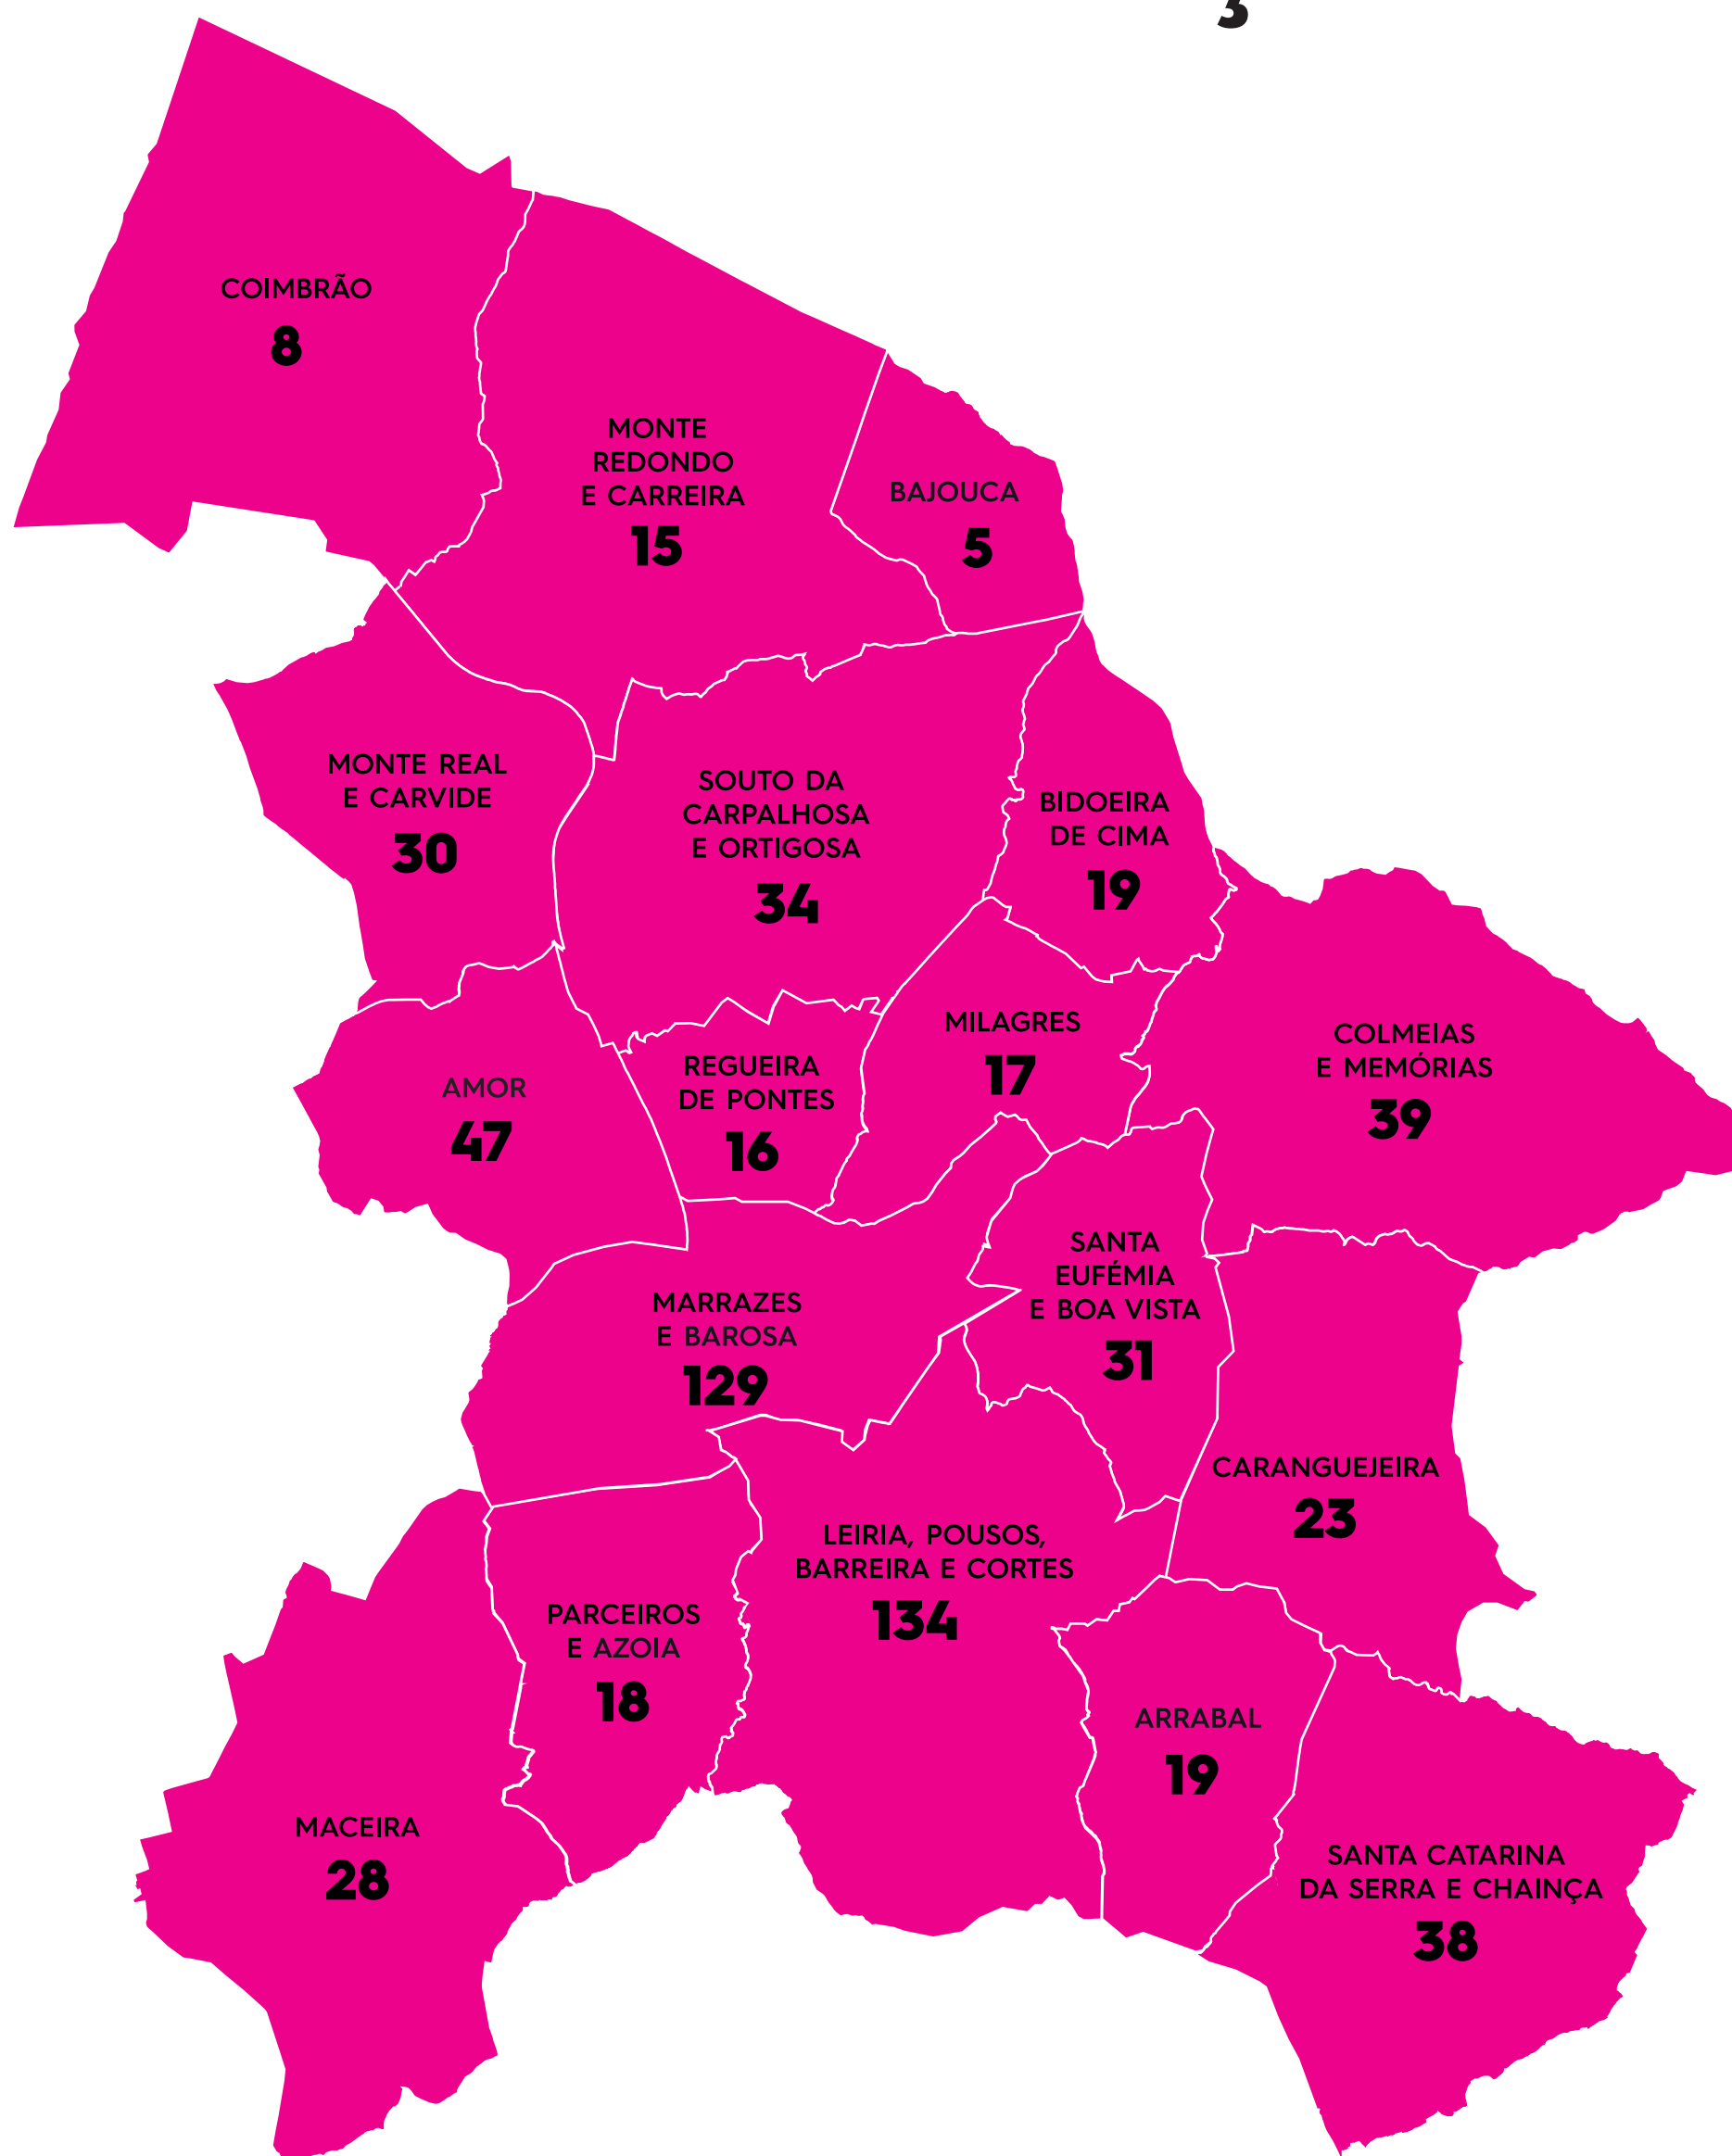 3
COIMBRÃO
8
MONTE
REDONDO
E CARREIRA
15
BAJOUCA
5
MONTE REAL
E CARVIDE
30
SOUTO DA
CARPALHOSA
E ORTIGOSA
34
BIDOEIRA
DE CIMA
19
MILAGRES
17
COLMEIAS
E MEMÓRIAS
39
REGUEIRA
DE PONTES
16
AMOR
47
SANTA
EUFÉMIA
E BOA VISTA
31
MARRAZES
E BAROSA
129
CARANGUEJEIRA
23
LEIRIA, POUSOS,
BARREIRA E CORTES
134
PARCEIROS
E AZOIA
18
ARRABAL
19
MACEIRA
28
SANTA CATARINA
DA SERRA E CHAINÇA
38